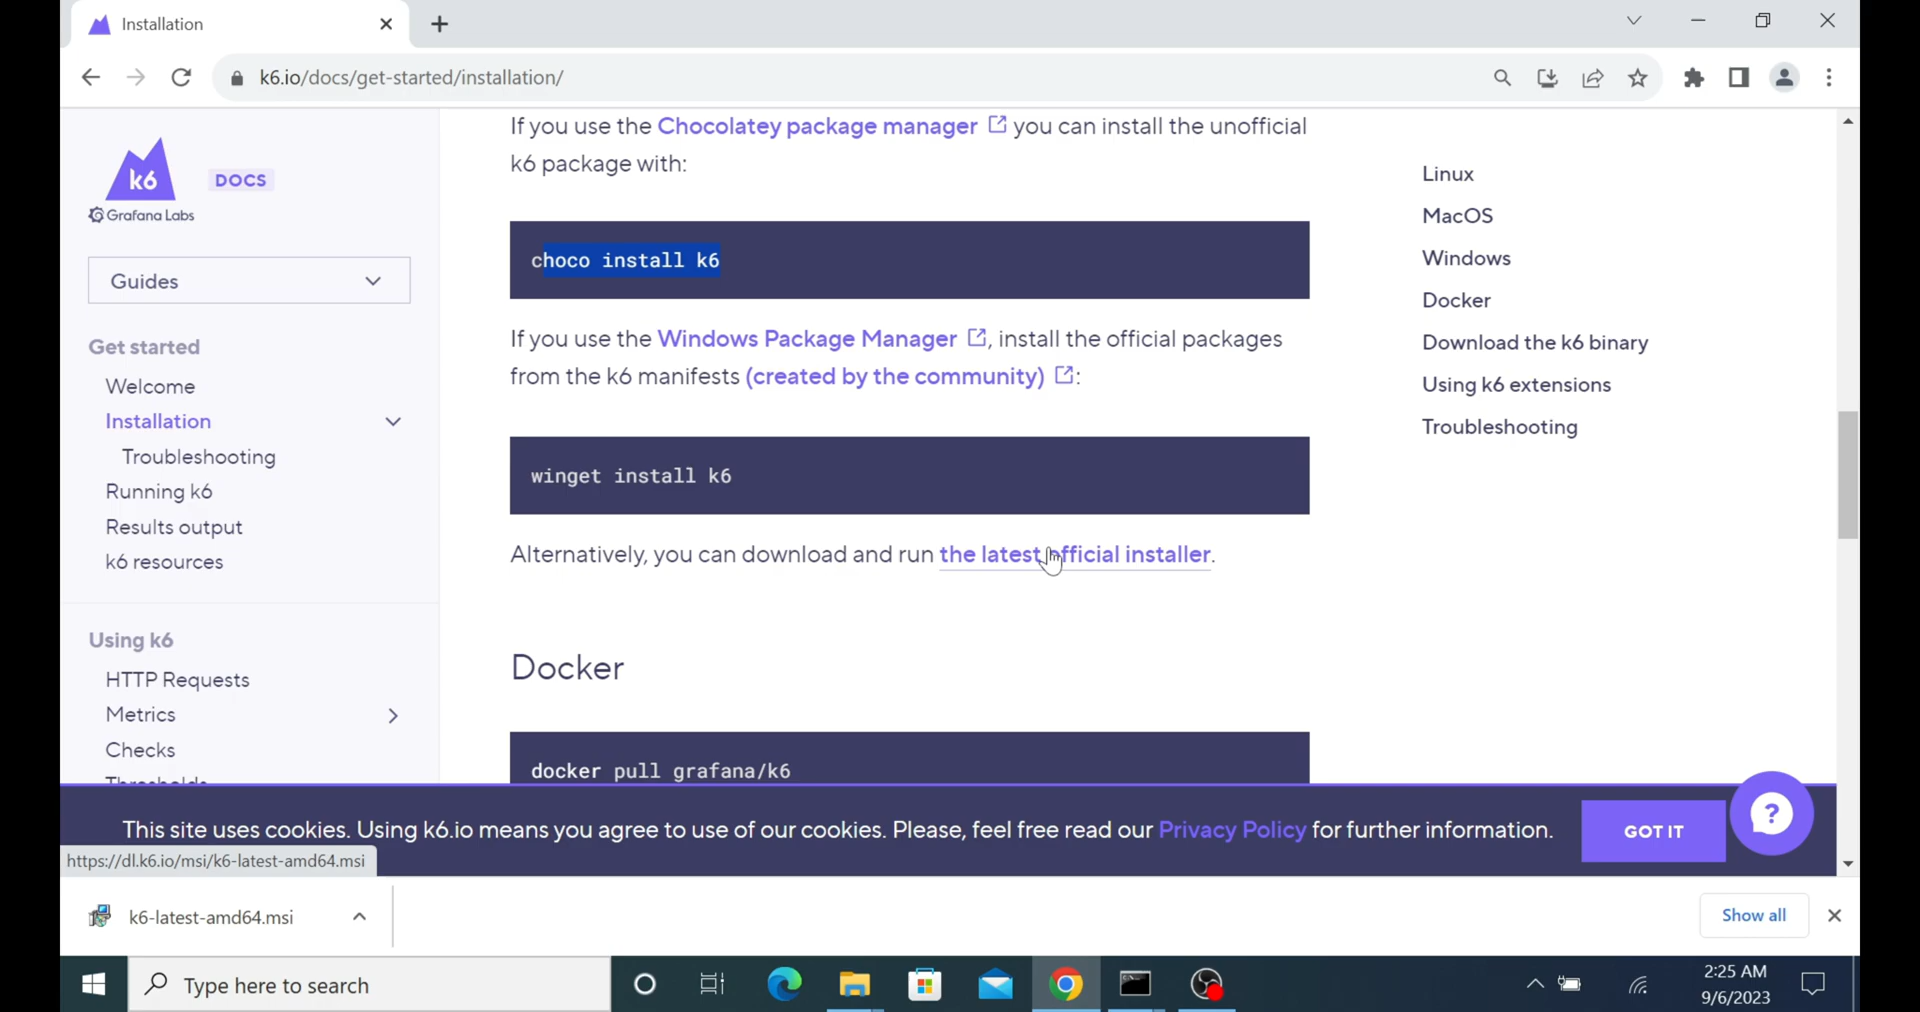 Installation
k6.io/docs/get-started/installation/
k6
DOCS
Grafana Labs
Guides
Get started
Welcome
Installation
Troubleshooting
Running k6
Results output
k6 resources
Using k6
HTTP Requests
Metrics
Checks
Thresholds
If you use the Chocolatey package manager you can install the unofficial
k6 package with:
choco install k6
If you use the Windows Package Manager , install the official packages
from the k6 manifests (created by the community) :
winget install k6
Alternatively, you can download and run the latest official installer.
Docker
docker pull grafana/k6
Linux
MacOS
Windows
Docker
Download the k6 binary
Using k6 extensions
Troubleshooting
This site uses cookies. Using k6.io means you agree to use of our cookies. Please, feel free read our Privacy Policy for further information.
GOT IT
?
https://dl.k6.io/msi/k6-latest-amd64.msi
k6-latest-amd64.msi
Show all
Type here to search
2:25 AM
9/6/2023